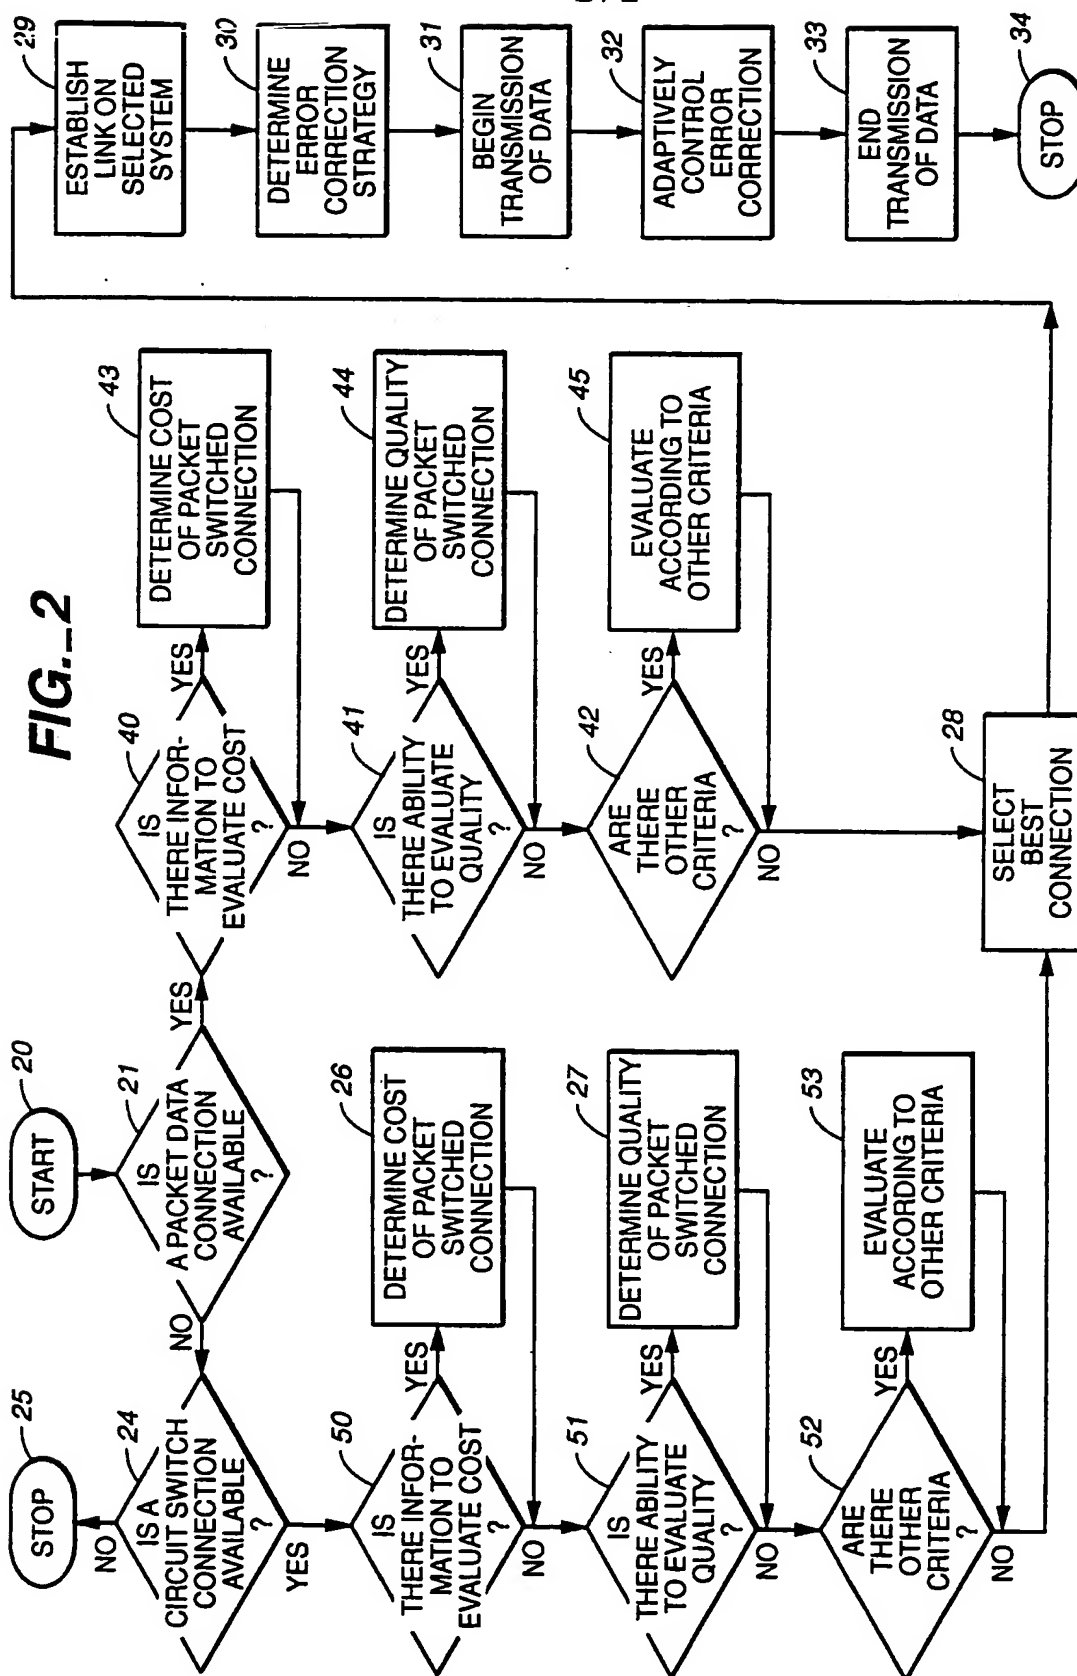 FIG._2
20
START
21
IS
A PACKET DATA
CONNECTION
AVAILABLE
?
YES
NO
24
IS A
CIRCUIT SWITCH
CONNECTION
AVAILABLE
?
NO
YES
25
STOP
50
IS
THERE INFOR-
MATION TO
EVALUATE COST
?
YES
NO
26
DETERMINE COST
OF PACKET
SWITCHED
CONNECTION
51
IS
THERE ABILITY
TO EVALUATE
QUALITY
?
YES
NO
27
DETERMINE QUALITY
OF PACKET
SWITCHED
CONNECTION
52
ARE
THERE
OTHER
CRITERIA
?
YES
NO
53
EVALUATE
ACCORDING TO
OTHER CRITERIA
40
IS
THERE INFOR-
MATION TO
EVALUATE COST
?
YES
NO
43
DETERMINE COST
OF PACKET
SWITCHED
CONNECTION
41
IS
THERE ABILITY
TO EVALUATE
QUALITY
?
YES
NO
44
DETERMINE QUALITY
OF PACKET
SWITCHED
CONNECTION
42
ARE
THERE
OTHER
CRITERIA
?
YES
NO
45
EVALUATE
ACCORDING TO
OTHER CRITERIA
28
SELECT
BEST
CONNECTION
29
ESTABLISH
LINK ON
SELECTED
SYSTEM
30
DETERMINE
ERROR
CORRECTION
STRATEGY
31
BEGIN
TRANSMISSION
OF DATA
32
ADAPTIVELY
CONTROL
ERROR
CORRECTION
33
END
TRANSMISSION
OF DATA
34
STOP